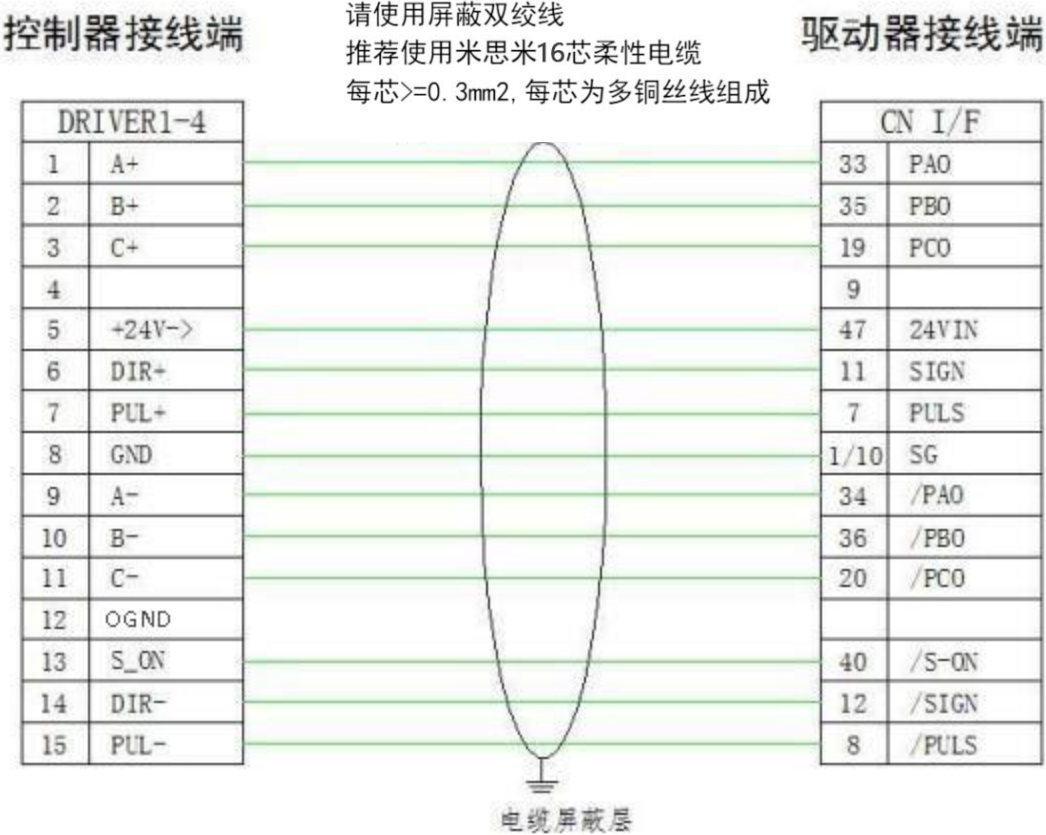 控制器接线端
请使用屏蔽双绞线
推荐使用米思米16芯柔性电缆
每芯>=0.3mm2,每芯为多铜丝线组成
驱动器接线端
DRIVER1-4
CN I/F
1 A+ 33 PAO
2 B+ 35 PBO
3 C+ 19 PCO
4 9
5 +24V-> 47 24VIN
6 DIR+ 11 SIGN
7 PUL+ 7 PULS
8 GND 1/10 SG
9 A- 34 /PAO
10 B- 36 /PBO
11 C- 20 /PCO
12 OGND
13 S_ON 40 /S-ON
14 DIR- 12 /SIGN
15 PUL- 8 /PULS
电缆屏蔽层